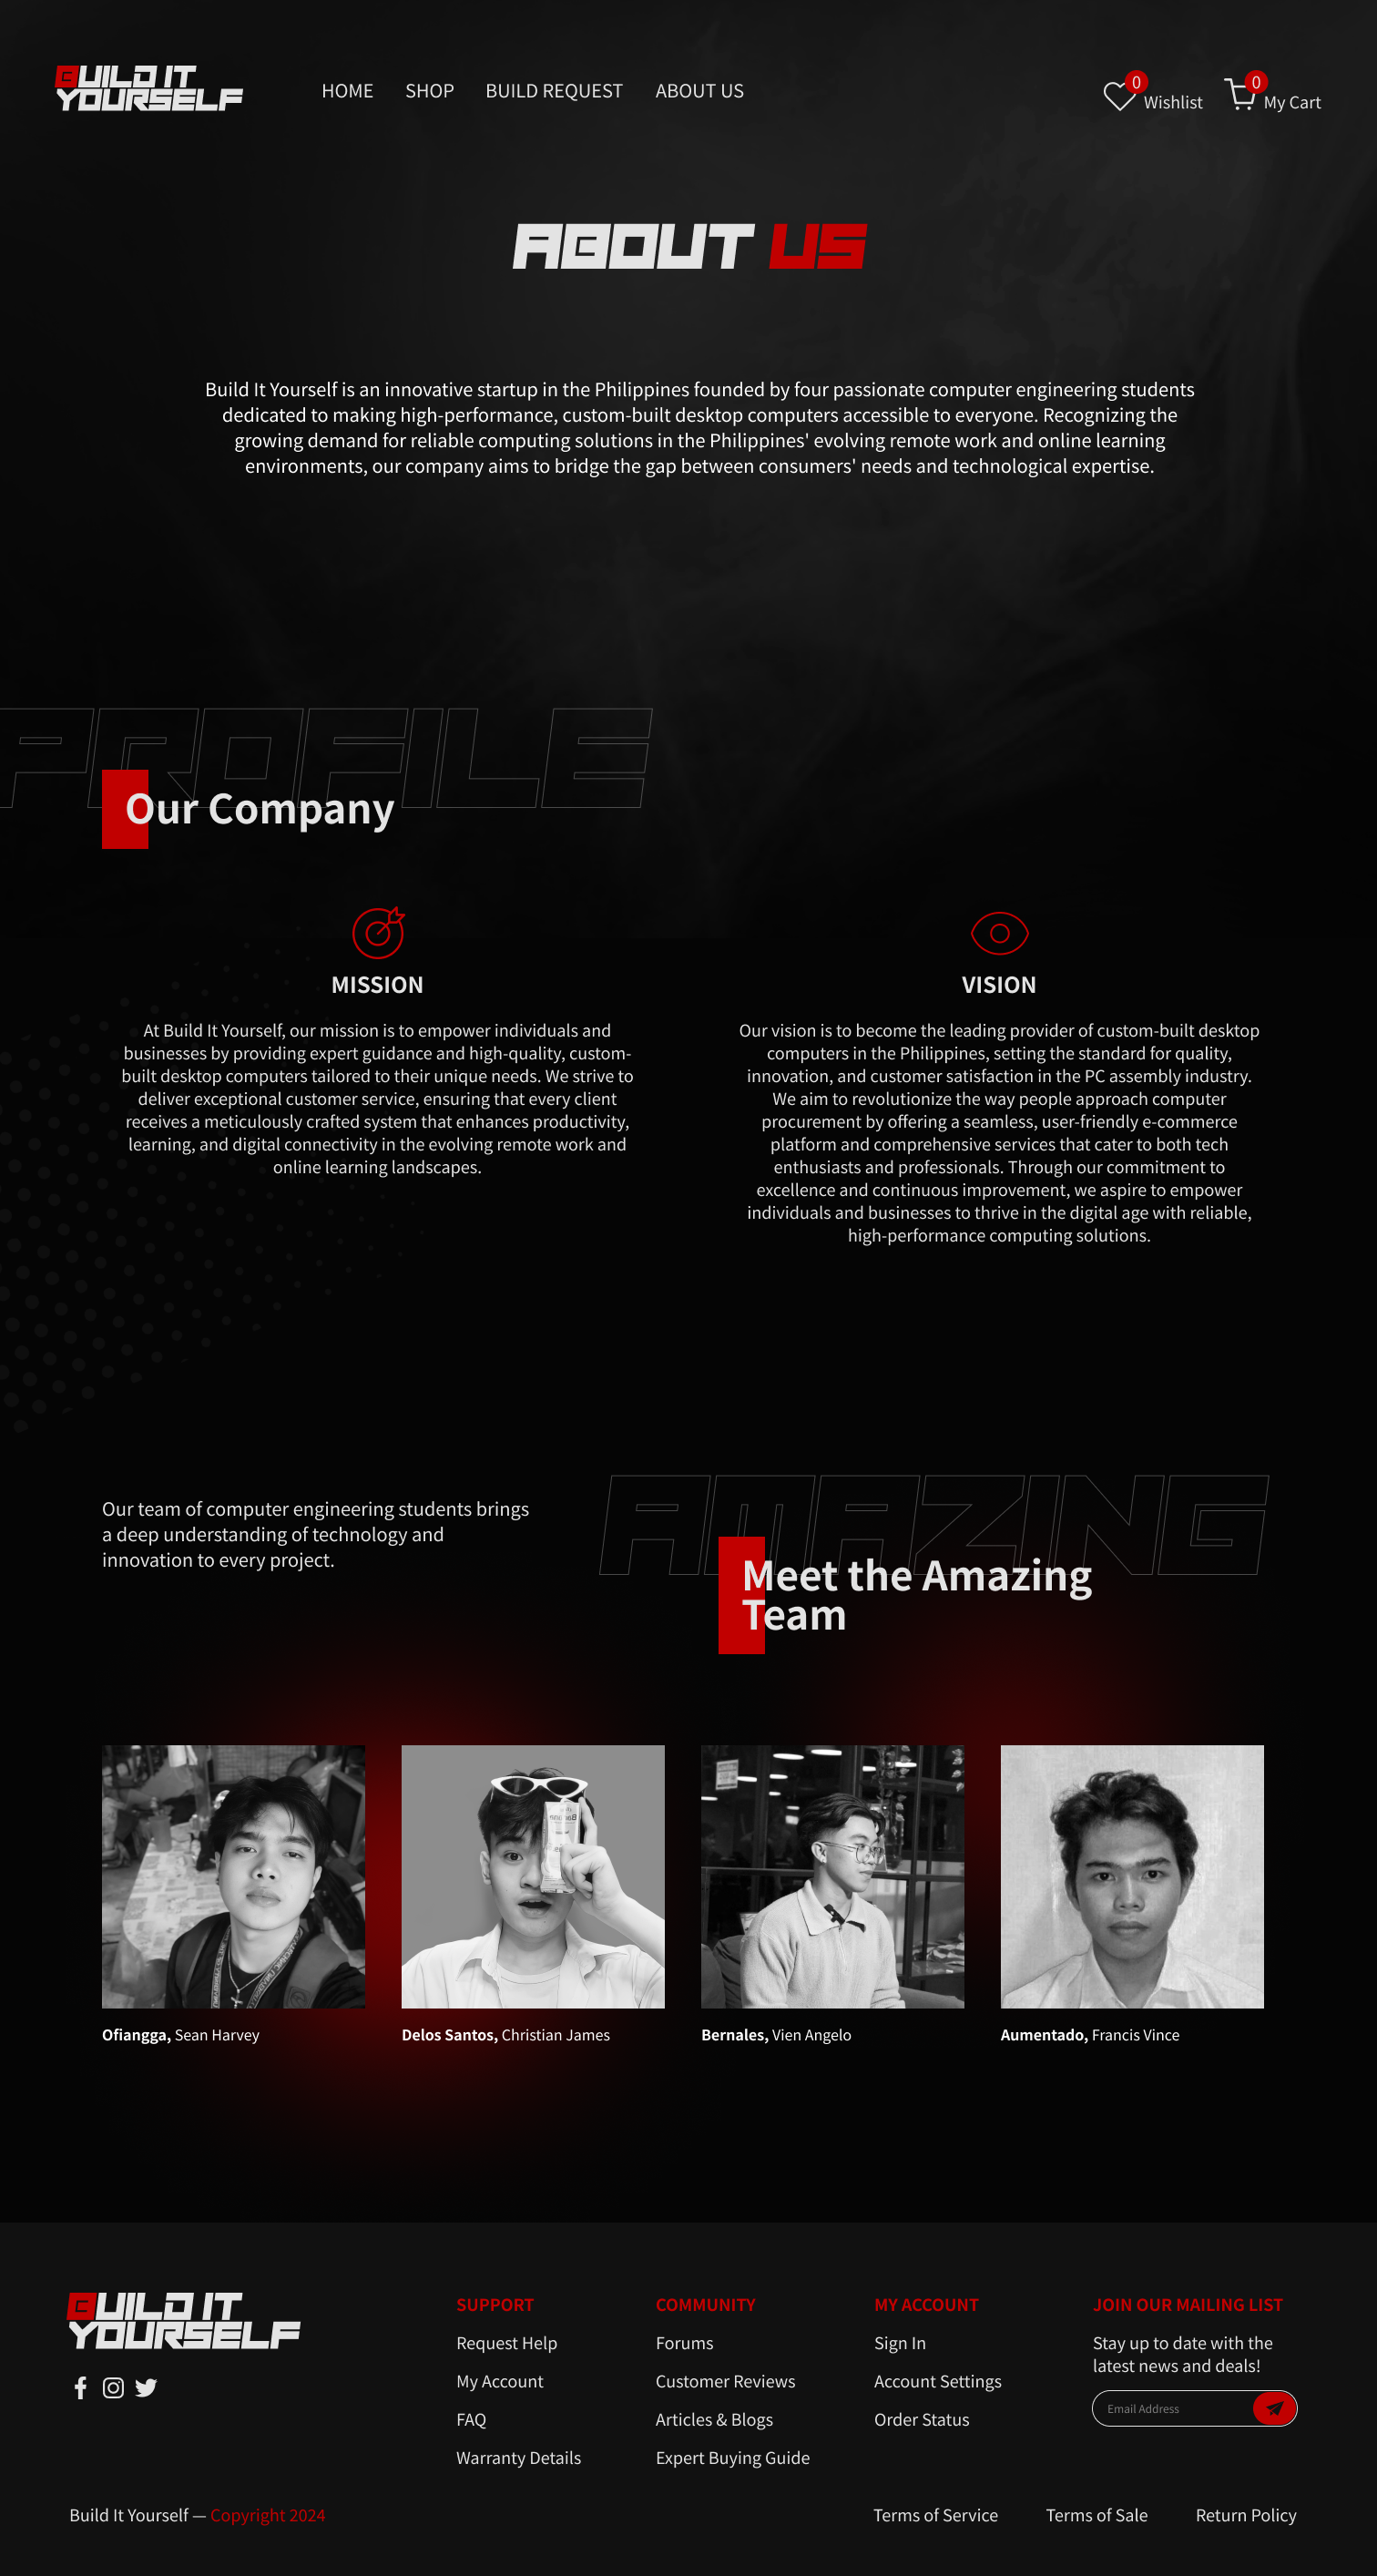 BUILD IT
YOURSELF
HOME SHOP BUILD REQUEST ABOUT US
0 Wishlist 0 My Cart
ABOUT US
Build It Yourself is an innovative startup in the Philippines founded by four passionate computer engineering students
dedicated to making high-performance, custom-built desktop computers accessible to everyone. Recognizing the
growing demand for reliable computing solutions in the Philippines' evolving remote work and online learning
environments, our company aims to bridge the gap between consumers' needs and technological expertise.
PROFILE
Our Company
MISSION
At Build It Yourself, our mission is to empower individuals and
businesses by providing expert guidance and high-quality, custom-
built desktop computers tailored to their unique needs. We strive to
deliver exceptional customer service, ensuring that every client
receives a meticulously crafted system that enhances productivity,
learning, and digital connectivity in the evolving remote work and
online learning landscapes.
VISION
Our vision is to become the leading provider of custom-built desktop
computers in the Philippines, setting the standard for quality,
innovation, and customer satisfaction in the PC assembly industry.
We aim to revolutionize the way people approach computer
procurement by offering a seamless, user-friendly e-commerce
platform and comprehensive services that cater to both tech
enthusiasts and professionals. Through our commitment to
excellence and continuous improvement, we aspire to empower
individuals and businesses to thrive in the digital age with reliable,
high-performance computing solutions.
Our team of computer engineering students brings
a deep understanding of technology and
innovation to every project.
AMAZING
Meet the Amazing
Team
Ofiangga, Sean Harvey
Delos Santos, Christian James
Bernales, Vien Angelo
Aumentado, Francis Vince
BUILD IT
YOURSELF
SUPPORT
Request Help
My Account
FAQ
Warranty Details
COMMUNITY
Forums
Customer Reviews
Articles & Blogs
Expert Buying Guide
MY ACCOUNT
Sign In
Account Settings
Order Status
JOIN OUR MAILING LIST
Stay up to date with the
latest news and deals!
Email Address
Build It Yourself — Copyright 2024
Terms of Service Terms of Sale Return Policy